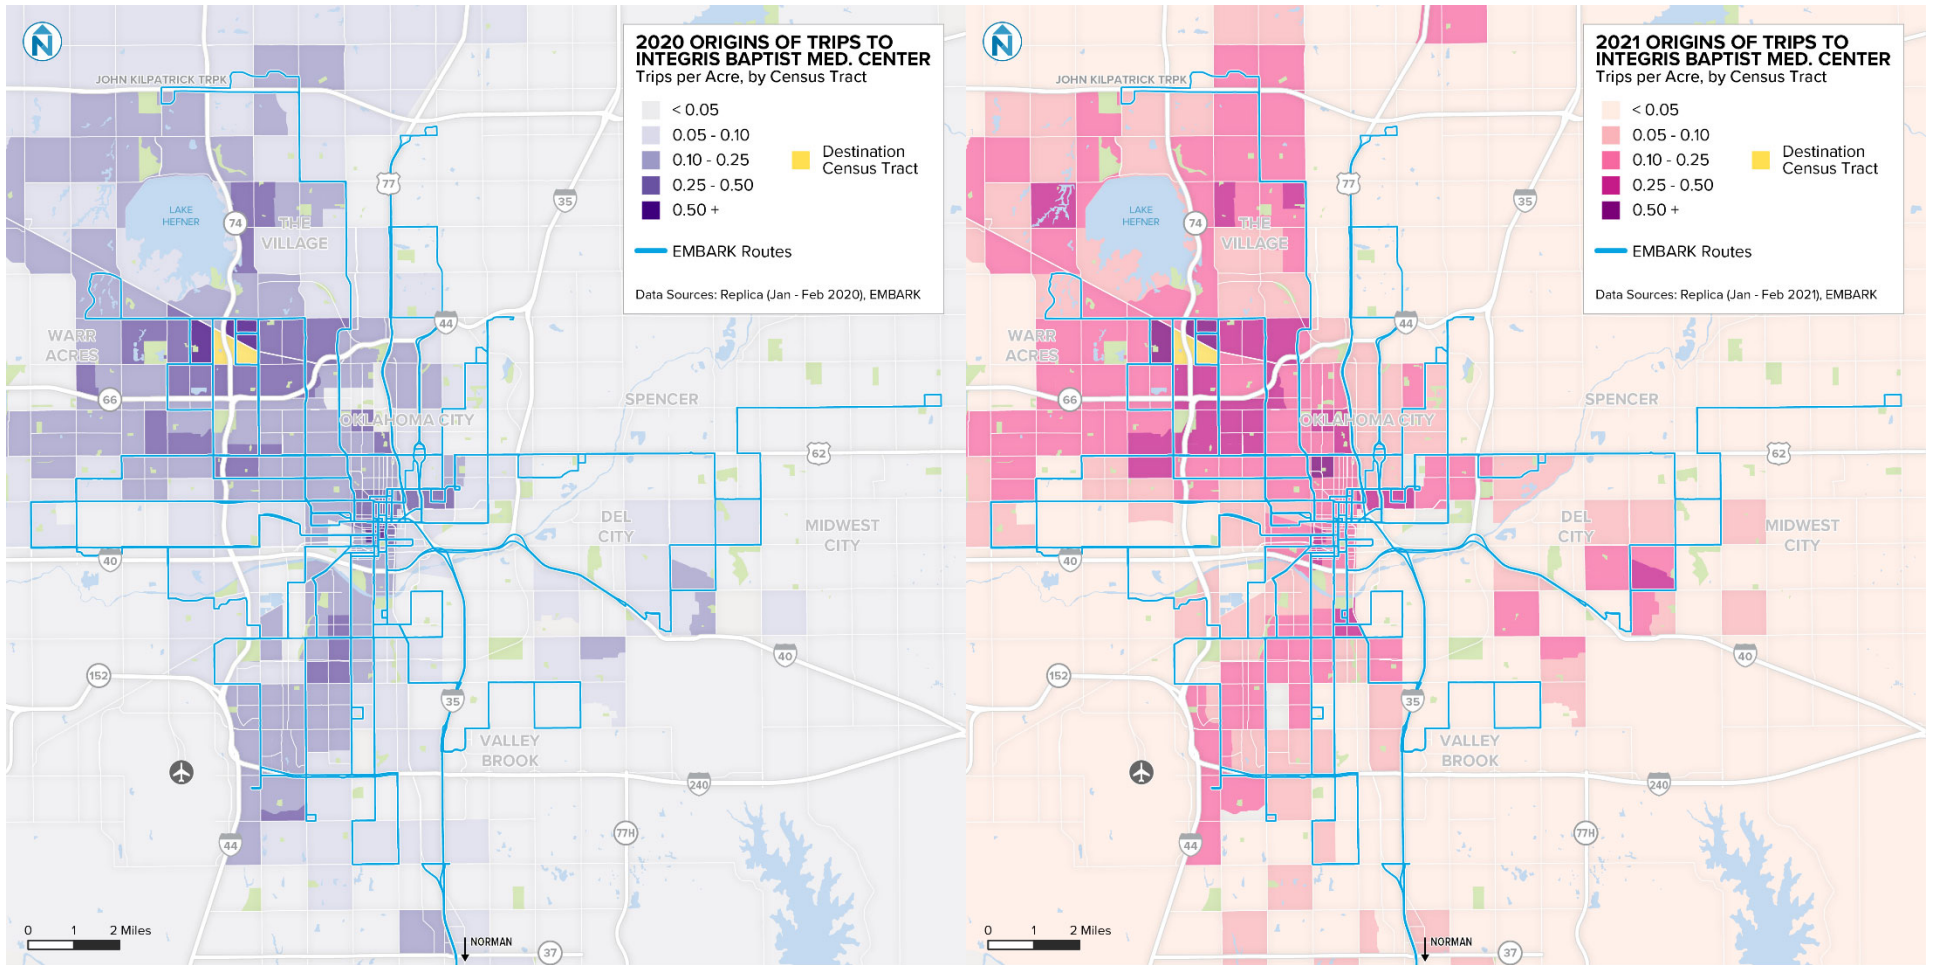 N
2020 ORIGINS OF TRIPS TO
INTEGRIS BAPTIST MED. CENTER
Trips per Acre, by Census Tract
< 0.05
0.05 - 0.10
0.10 - 0.25
0.25 - 0.50
0.50 +
Destination
Census Tract
EMBARK Routes
Data Sources: Replica (Jan - Feb 2020), EMBARK
JOHN KILPATRICK TRPK
77
35
LAKE
HEFNER
74
THE
VILLAGE
44
WARR
ACRES
66
OKLAHOMA CITY
SPENCER
62
DEL
CITY
MIDWEST
CITY
40
40
152
35
VALLEY
BROOK
240
77H
44
0 1 2 Miles
NORMAN
37
N
2021 ORIGINS OF TRIPS TO
INTEGRIS BAPTIST MED. CENTER
Trips per Acre, by Census Tract
< 0.05
0.05 - 0.10
0.10 - 0.25
0.25 - 0.50
0.50 +
Destination
Census Tract
EMBARK Routes
Data Sources: Replica (Jan - Feb 2021), EMBARK
JOHN KILPATRICK TRPK
77
35
LAKE
HEFNER
74
THE
VILLAGE
44
WARR
ACRES
66
OKLAHOMA CITY
SPENCER
62
DEL
CITY
MIDWEST
CITY
40
40
152
35
VALLEY
BROOK
240
77H
44
0 1 2 Miles
NORMAN
37